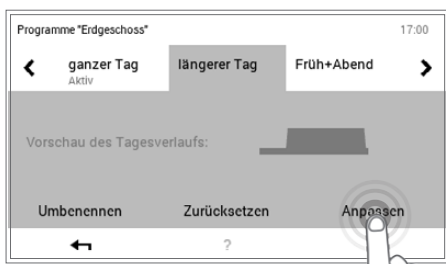 Programme "Erdgeschoss" 17:00
ganzer Tag längerer Tag Früh+Abend
Aktiv
Vorschau des Tagesverlaufs:
Umbenennen Zurücksetzen Anpassen
?